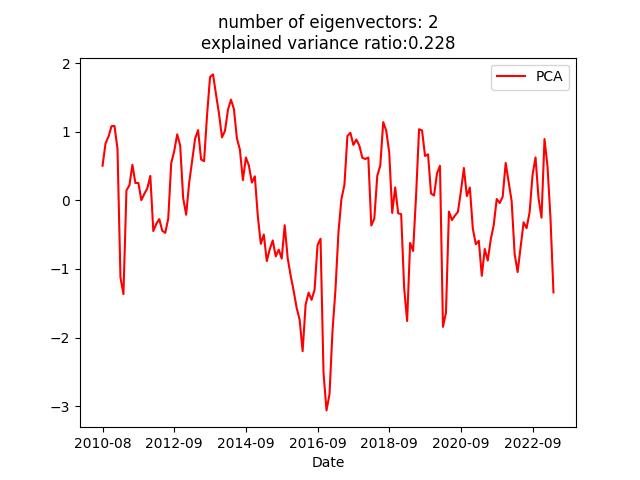 number of eigenvectors: 2
explained variance ratio:0.228
PCA
2
1
0
−1
−2
−3
2010-08 2012-09 2014-09 2016-09 2018-09 2020-09 2022-09
Date